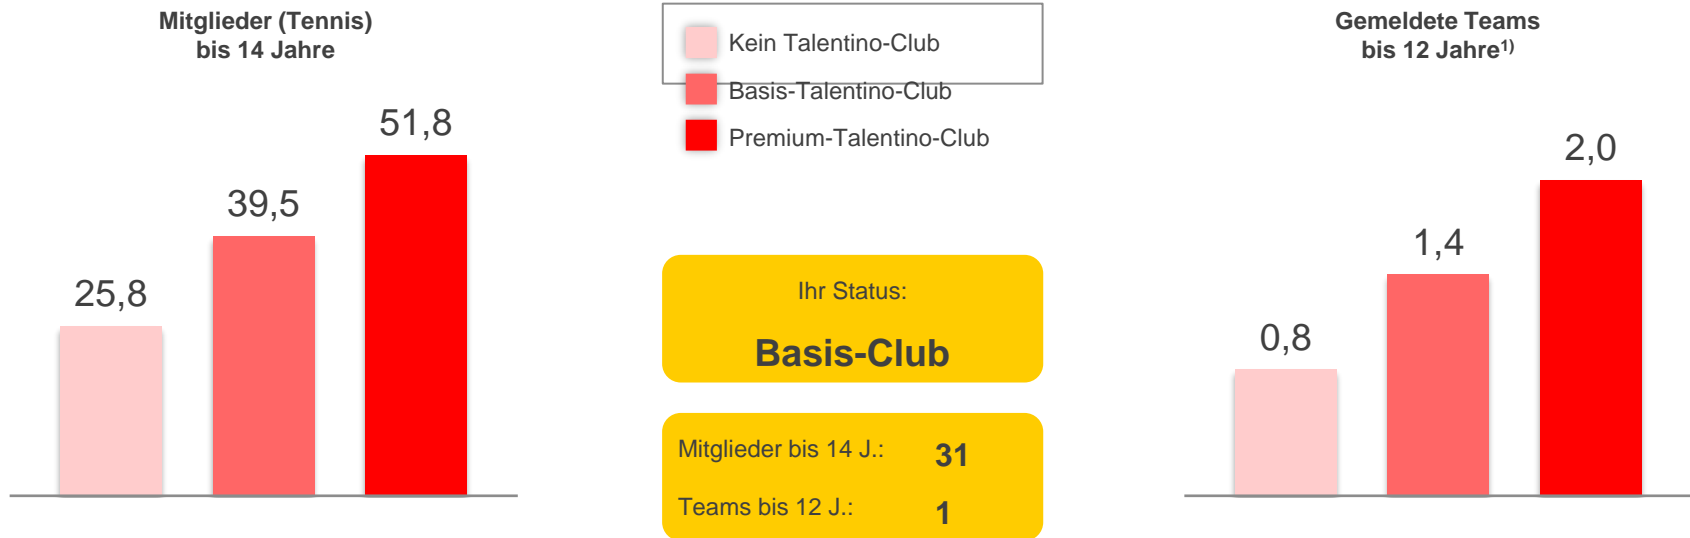 Mitglieder (Tennis)
bis 14 Jahre
51,8
39,5
25,8
Kein Talentino-Club
Basis-Talentino-Club
Premium-Talentino-Club
Ihr Status:
Basis-Club
Mitglieder bis 14 J.: 31
Teams bis 12 J.: 1
Gemeldete Teams
bis 12 Jahre¹⁾
2,0
1,4
0,8